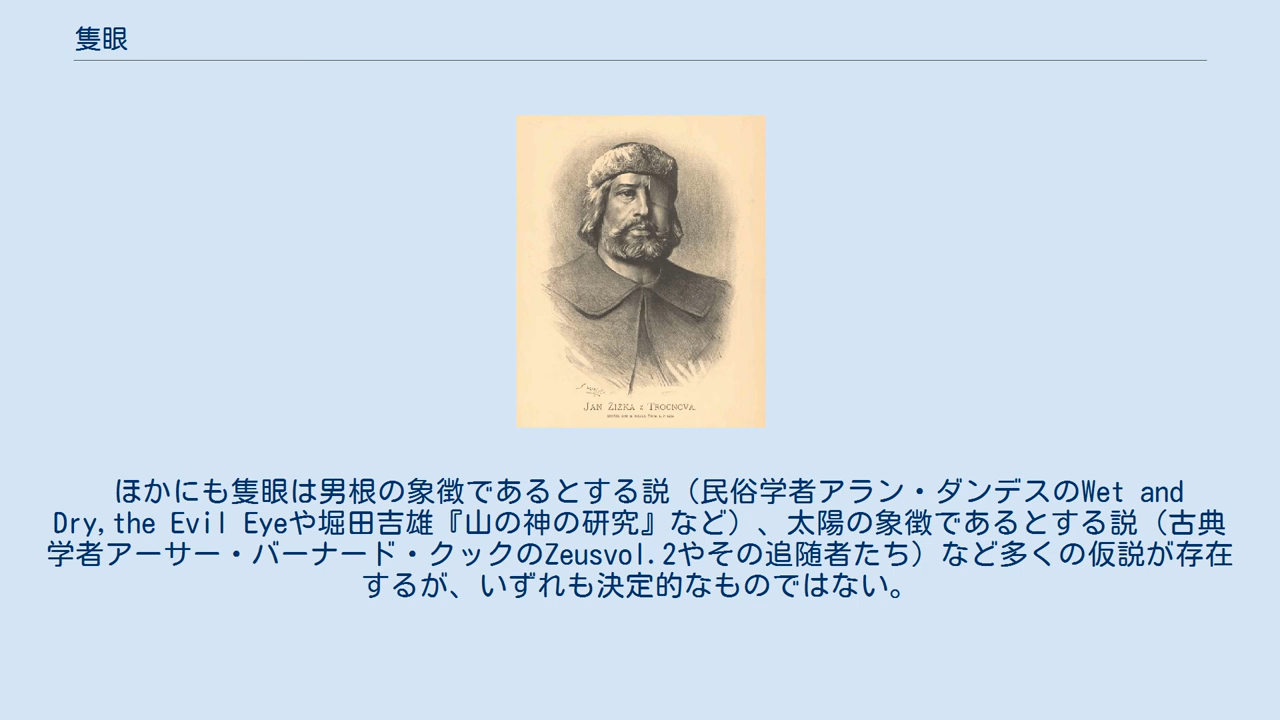 隻眼
JAN ŽIŽKA z TROCNOVA.
ほかにも隻眼は男根の象徴であるとする説（民俗学者アラン・ダンデスのWet and
Dry,the Evil Eyeや堀田吉雄『山の神の研究』など）、太陽の象徴であるとする説（古典
学者アーサー・バーナード・クックのZeusvol.2やその追随者たち）など多くの仮説が存在
するが、いずれも決定的なものではない。